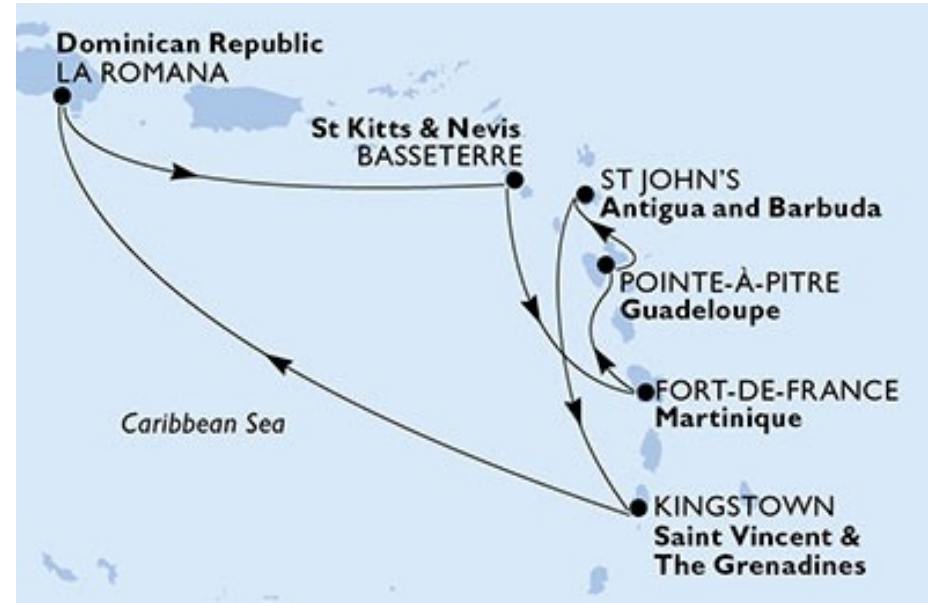 Dominican Republic
LA ROMANA
St Kitts & Nevis
BASSETERRE
ST JOHN'S
Antigua and Barbuda
POINTE-À-PITRE
Guadeloupe
FORT-DE-FRANCE
Martinique
Caribbean Sea
KINGSTOWN
Saint Vincent &
The Grenadines